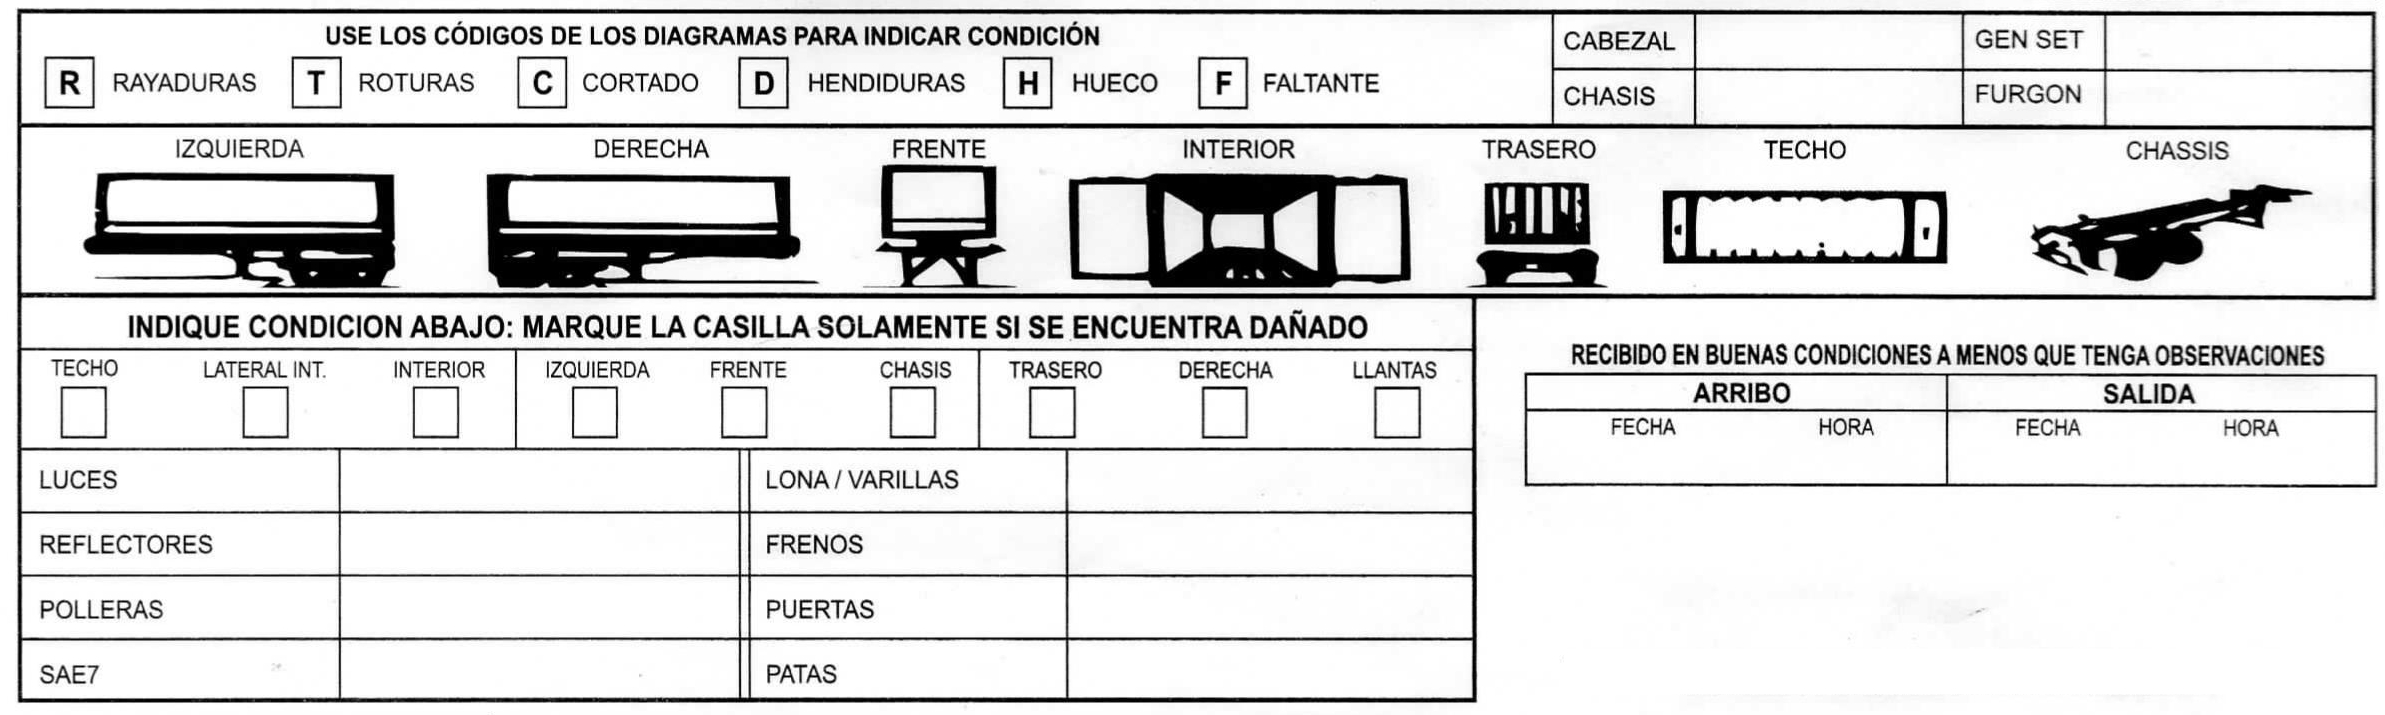 USE LOS CÓDIGOS DE LOS DIAGRAMAS PARA INDICAR CONDICIÓN
R RAYADURAS T ROTURAS C CORTADO D HENDIDURAS H HUECO F FALTANTE
CABEZAL GEN SET
CHASIS FURGON
IZQUIERDA DERECHA FRENTE INTERIOR TRASERO TECHO CHASSIS
INDIQUE CONDICION ABAJO: MARQUE LA CASILLA SOLAMENTE SI SE ENCUENTRA DAÑADO
TECHO LATERAL INT. INTERIOR IZQUIERDA FRENTE CHASIS TRASERO DERECHA LLANTAS
LUCES LONA / VARILLAS
REFLECTORES FRENOS
POLLERAS PUERTAS
SAE7 PATAS
RECIBIDO EN BUENAS CONDICIONES A MENOS QUE TENGA OBSERVACIONES
ARRIBO SALIDA
FECHA HORA FECHA HORA